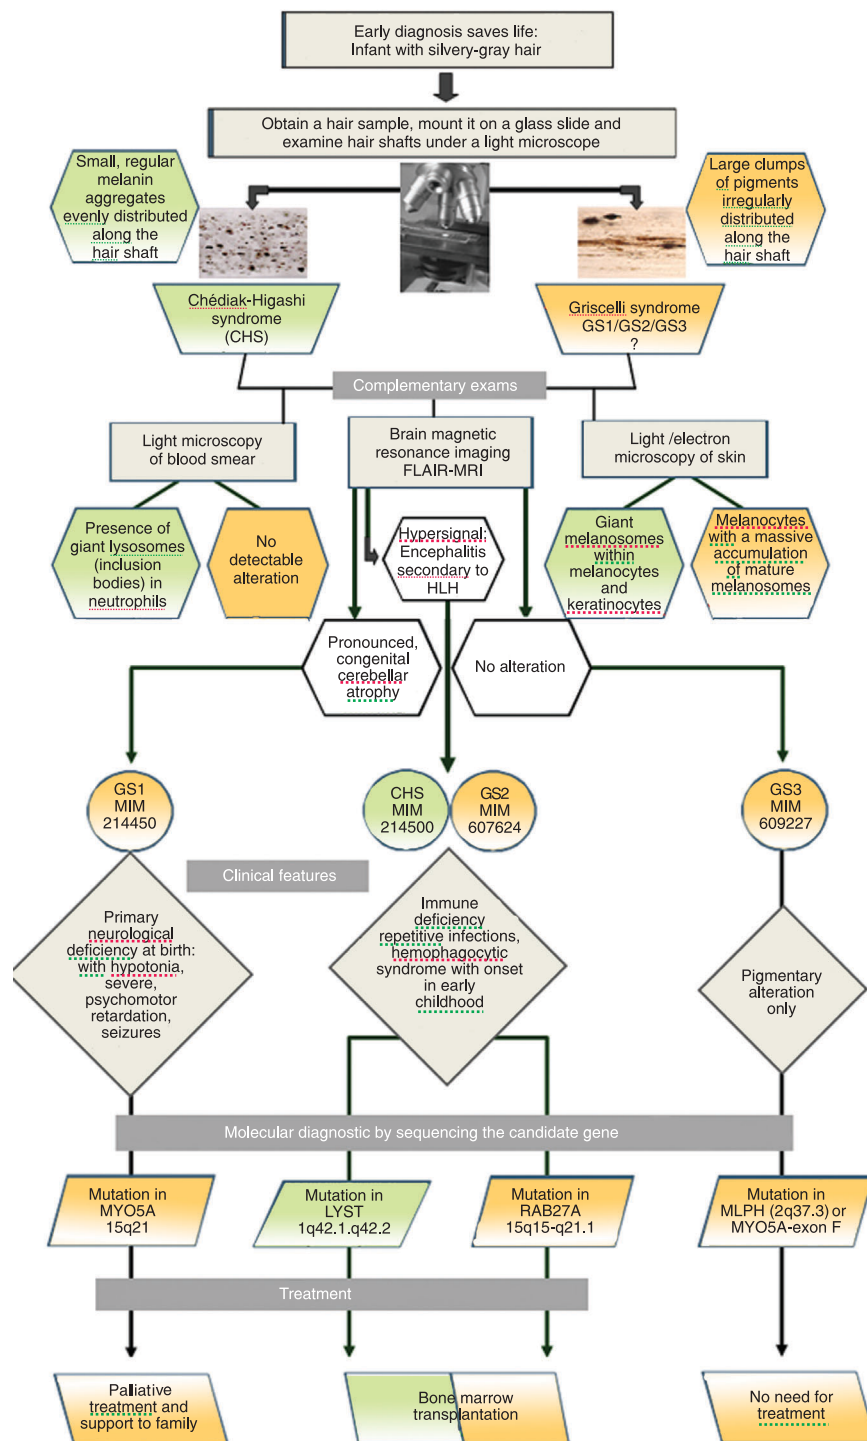 Early diagnosis saves life:
Infant with silvery-gray hair
Obtain a hair sample, mount it on a glass slide and
examine hair shafts under a light microscope
Small, regular
melanin
aggregates
evenly distributed
along the
hair shaft
Large clumps
of pigments
irregularly
distributed
along the
hair shaft
Chédiak-Higashi
syndrome
(CHS)
Griscelli syndrome
GS1/GS2/GS3
?
Complementary exams
Light microscopy
of blood smear
Brain magnetic
resonance imaging
FLAIR-MRI
Light /electron
microscopy of skin
Presence of
giant lysosomes
(inclusion
bodies) in
neutrophils
No
detectable
alteration
Hypersignal:
Encephalitis
secondary to
HLH
Giant
melanosomes
within
melanocytes
and
keratinocytes
Melanocytes
with a massive
accumulation
of mature
melanosomes
Pronounced,
congenital
cerebellar
atrophy
No alteration
GS1
MIM
214450
CHS
MIM
214500
GS2
MIM
607624
GS3
MIM
609227
Clinical features
Primary
neurological
deficiency at birth:
with hypotonia,
severe,
psychomotor
retardation,
seizures
Immune
deficiency
repetitive infections,
hemophagocytic
syndrome with onset
in early
childhood
Pigmentary
alteration
only
Molecular diagnostic by sequencing the candidate gene
Mutation in
MYO5A
15q21
Mutation in
LYST
1q42.1.q42.2
Mutation in
RAB27A
15q15-q21.1
Mutation in
MLPH (2q37.3) or
MYO5A-exon F
Treatment
Paliative
treatment and
support to family
Bone marrow
transplantation
No need for
treatment